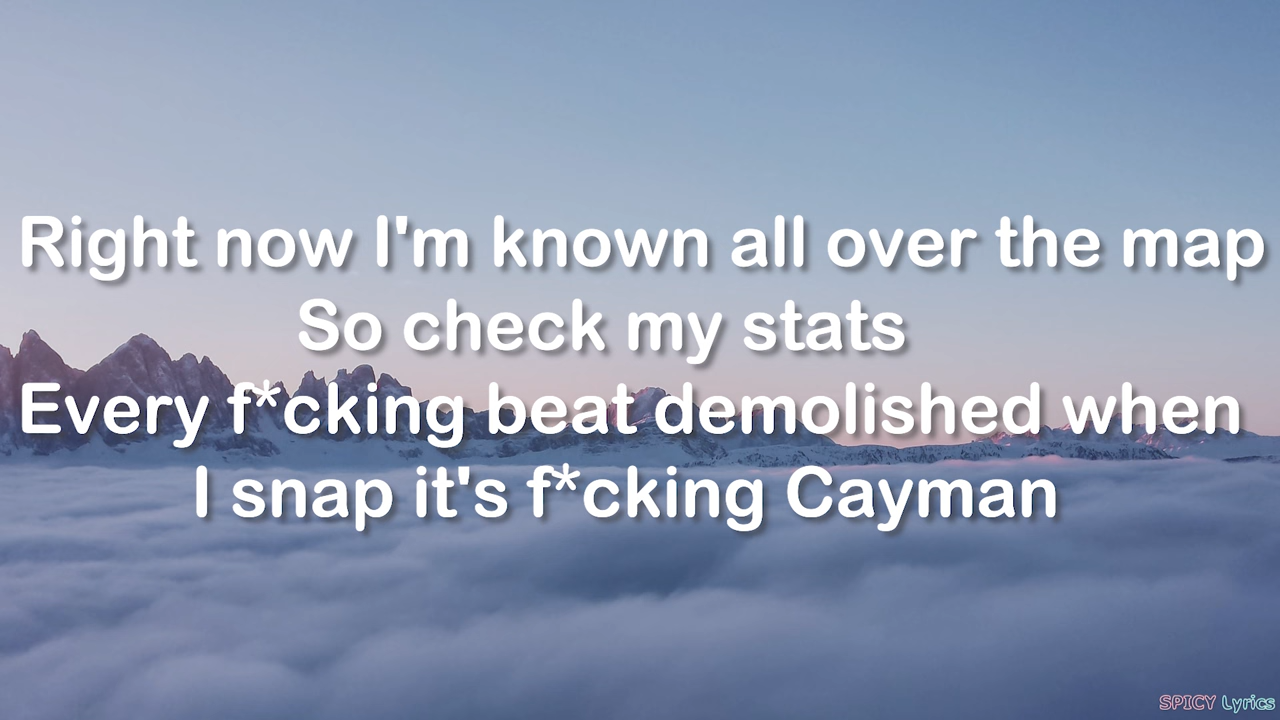 Right now I'm known all over the map
So check my stats
Every f*cking beat demolished when
I snap it's f*cking Cayman
SPICY Lyrics